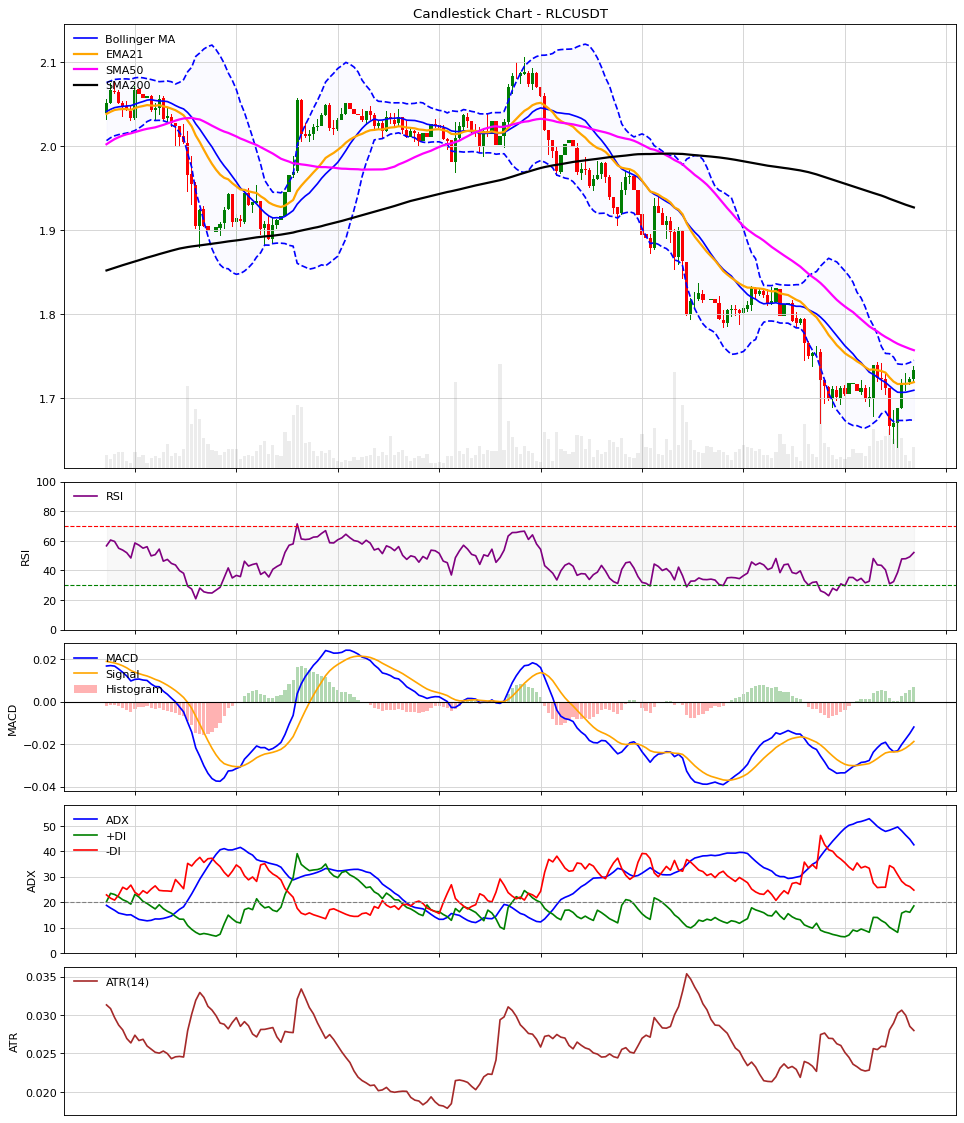 Candlestick Chart - RLCUSDT
Bollinger MA
EMA21
SMA50
SMA200
2.1
2.0
1.9
1.8
1.7
RSI
RSI
100
80
60
40
20
0
MACD
Signal
Histogram
MACD
0.02
0.00
−0.02
−0.04
ADX
+DI
-DI
ADX
50
40
30
20
10
0
ATR(14)
ATR
0.035
0.030
0.025
0.020